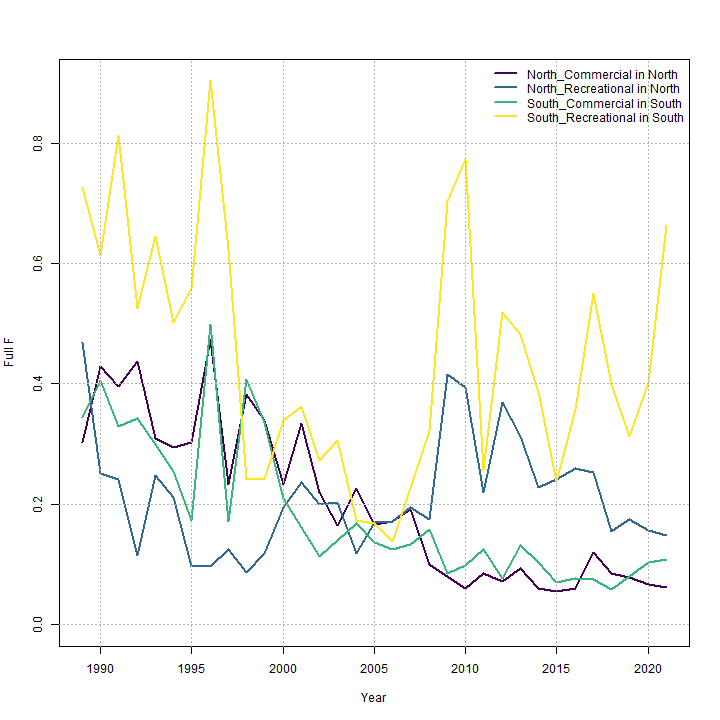 North_Commercial in North
North_Recreational in North
South_Commercial in South
South_Recreational in South
Full F
0.8
0.6
0.4
0.2
0.0
1990 1995 2000 2005 2010 2015 2020
Year